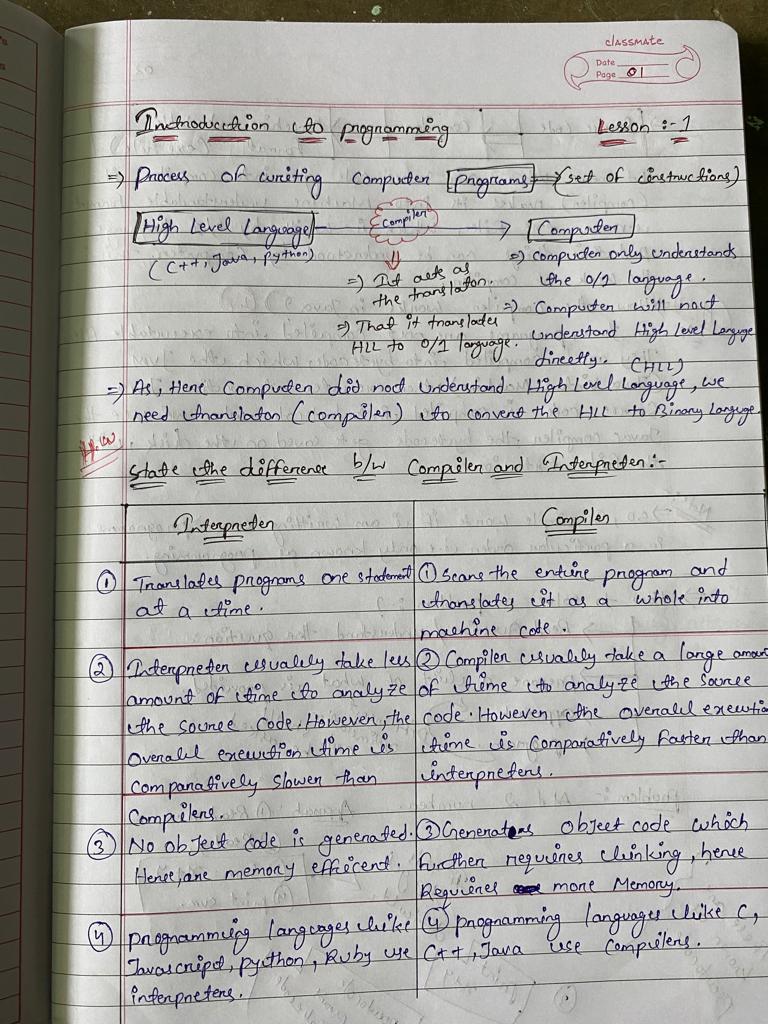 classmate
Date
Page 01
Introduction to programming Lesson :- 1
=> Process of writing Computer programs => (set of instructions)
High Level Language Compiler Computer
(C++, Java, python)
=> It acts as
the translator.
=> That it translates
HLL to 0/1 language.
=> Computer only understands
the 0/1 language.
=> Computer will not
understand High Level Language
directly. (HLL)
=> As, Here Computer did not understand High Level Language, we
need translator (compiler) to convert the HLL to Binary Language.
H.W
State the difference b/w Compiler and Interpreter :-
Interpreter
① Translates programs one statement
at a time.
② Interpreter usually take less
amount of time to analyze
the source code. However, the
overall execution time is
comparatively slower than
Compilers.
③ No object code is generated.
Hence, are memory efficient.
④ programming languages like
Javascript, python, Ruby use
interpreters.
Compiler
① Scans the entire program and
translates it as a whole into
machine code.
② Compiler usually take a large amount
of time to analyze the source
code. However, the overall execution
time is comparatively faster than
interpreters.
③ Generates object code which
further requires linking, hence
Requires more Memory.
④ programming languages like C,
C++, Java use Compilers.